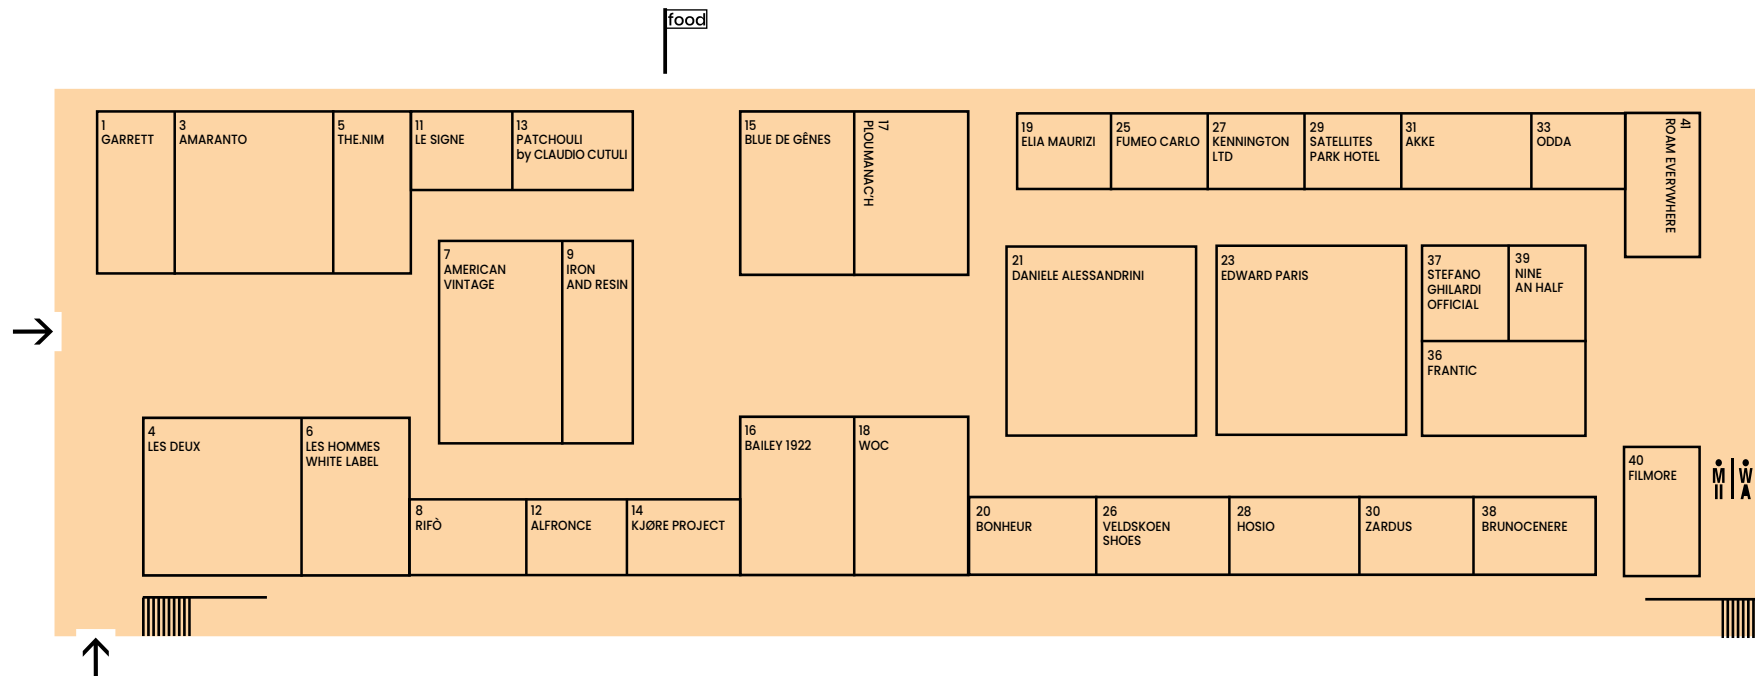 food
1
GARRETT
3
AMARANTO
5
THE.NIM
11
LE SIGNE
13
PATCHOULI
by CLAUDIO CUTULI
15
BLUE DE GÊNES
17
PLOUMANAC'H
19
ELIA MAURIZI
25
FUMEO CARLO
27
KENNINGTON
LTD
29
SATELLITES
PARK HOTEL
31
AKKE
33
ODDA
41
ROAM EVERYWHERE
7
AMERICAN
VINTAGE
9
IRON
AND RESIN
21
DANIELE ALESSANDRINI
23
EDWARD PARIS
37
STEFANO
GHILARDI
OFFICIAL
39
NINE
AN HALF
36
FRANTIC
4
LES DEUX
6
LES HOMMES
WHITE LABEL
8
RIFÒ
12
ALFRONCE
14
KJØRE PROJECT
16
BAILEY 1922
18
WOC
20
BONHEUR
26
VELDSKOEN
SHOES
28
HOSIO
30
ZARDUS
38
BRUNOCENERE
40
FILMORE
M W